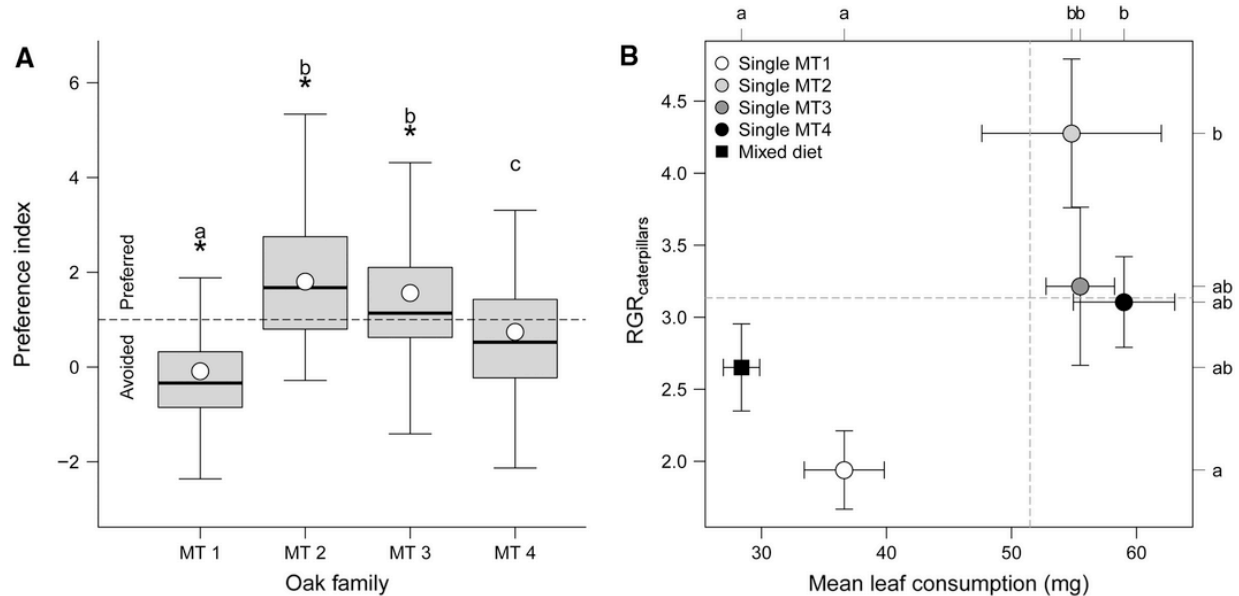 A
Preference index
6
4
2
0
−2
Preferred
Avoided
a
*
b
*
b
*
c
MT 1 MT 2 MT 3 MT 4
Oak family
B
a a bb b
Single MT1
Single MT2
Single MT3
Single MT4
Mixed diet
RGRcaterpillars
4.5
4.0
3.5
3.0
2.5
2.0
b
ab
ab
ab
a
30 40 50 60
Mean leaf consumption (mg)